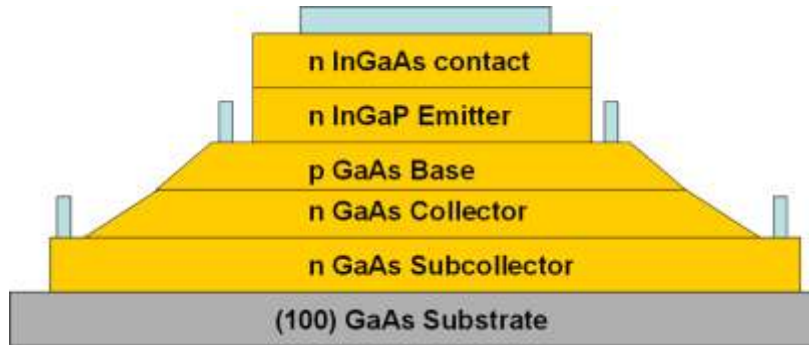 n InGaAs contact
n InGaP Emitter
p GaAs Base
n GaAs Collector
n GaAs Subcollector
(100) GaAs Substrate